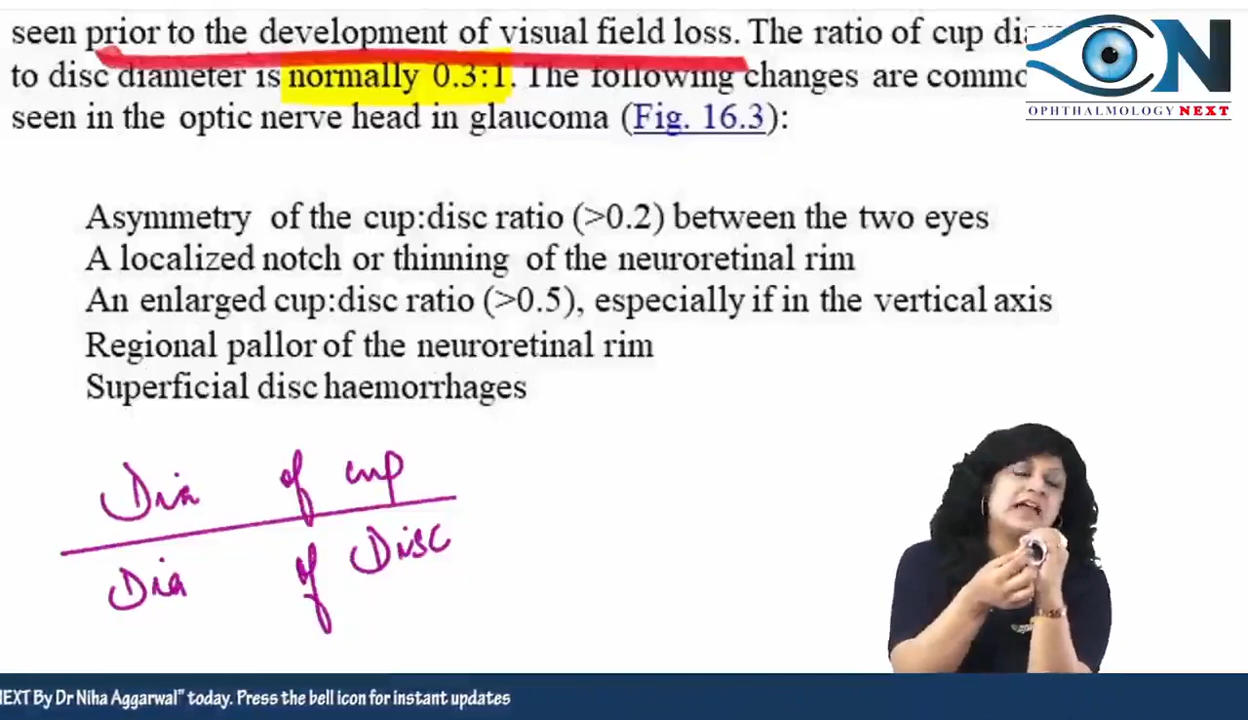 seen prior to the development of visual field loss. The ratio of cup
to disc diameter is normally 0.3:1. The following changes are
seen in the optic nerve head in glaucoma (Fig. 16.3):
ON
OPHTHALMOLOGY NEXT
Asymmetry of the cup:disc ratio (>0.2) between the two eyes
A localized notch or thinning of the neuroretinal rim
An enlarged cup:disc ratio (>0.5), especially if in the vertical axis
Regional pallor of the neuroretinal rim
Superficial disc haemorrhages
Dia of cup
Dia of Disc
EXT By Dr Niha Aggarwal" today. Press the bell icon for instant updates